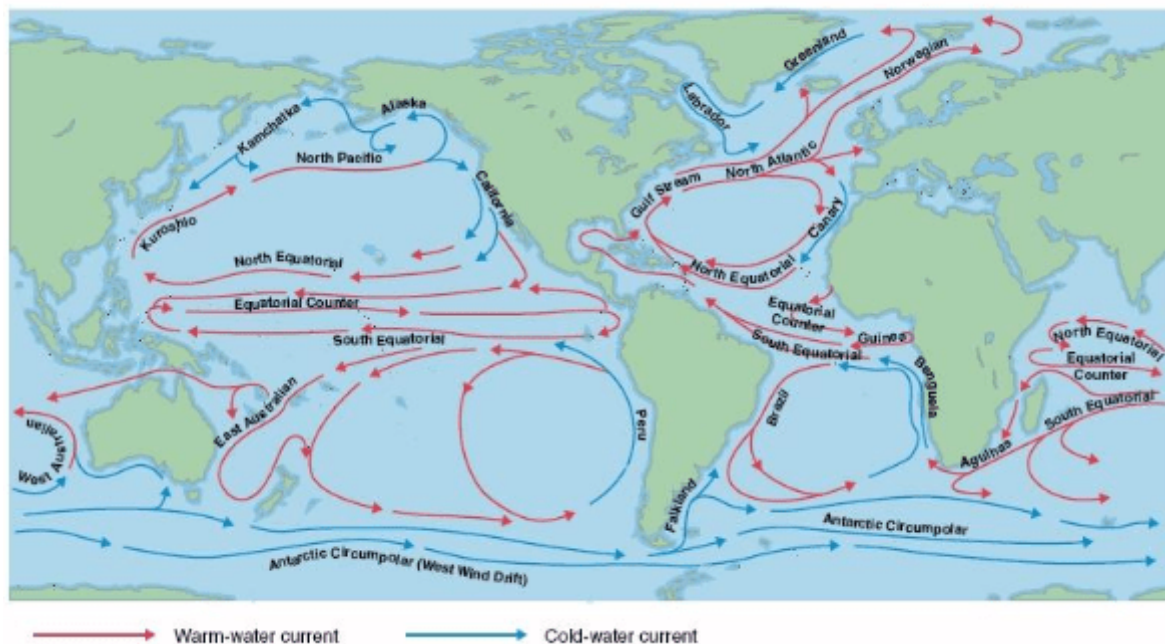 Greenland
Norwegian
Labrador
Alaska
Kamchatka
North Pacific
North Atlantic
California
Gulf Stream
Kuroshio
Canary
North Equatorial
North Equatorial
Equatorial Counter
Equatorial
Counter
Guinea
South Equatorial
South Equatorial
North Equatorial
Equatorial
Counter
South Equatorial
East Australian
Peru
Brazil
Benguela
Agulhas
West Australian
Falkland
Antarctic Circumpolar
Antarctic Circumpolar (West Wind Drift)
Warm-water current
Cold-water current